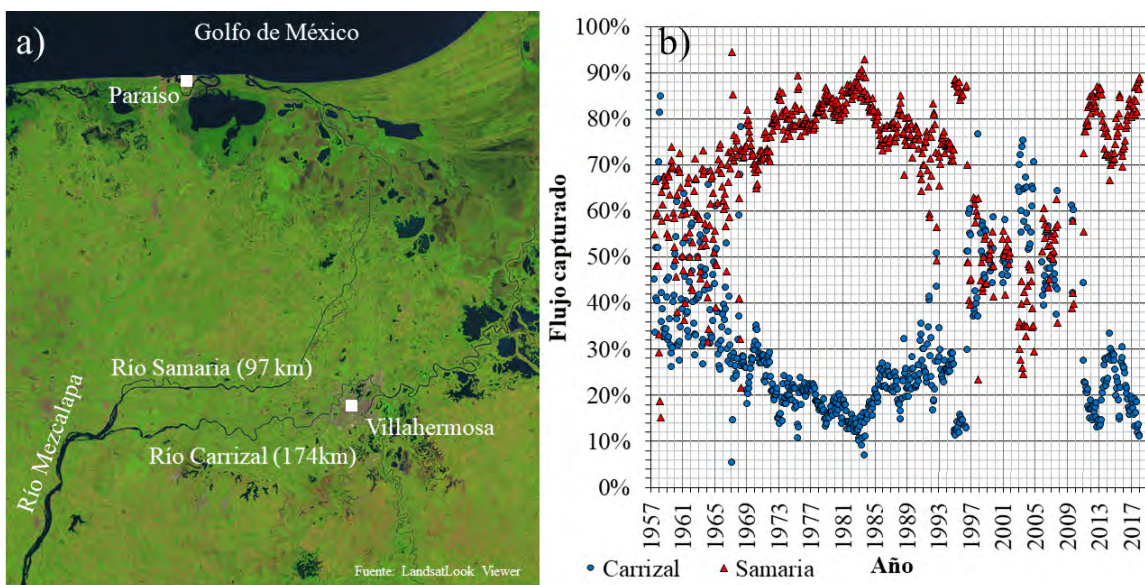 a)
Golfo de México
Paraíso
Río Samaria (97 km)
Villahermosa
Río Mezcalapa
Río Carrizal (174km)
Fuente: LandsatLook Viewer
b)
Flujo capturado
100%
90%
80%
70%
60%
50%
40%
30%
20%
10%
0%
1957
1961
1965
1969
1973
1977
1981
1985
1989
1993
1997
2001
2005
2009
2013
2017
Año
Carrizal
Samaria